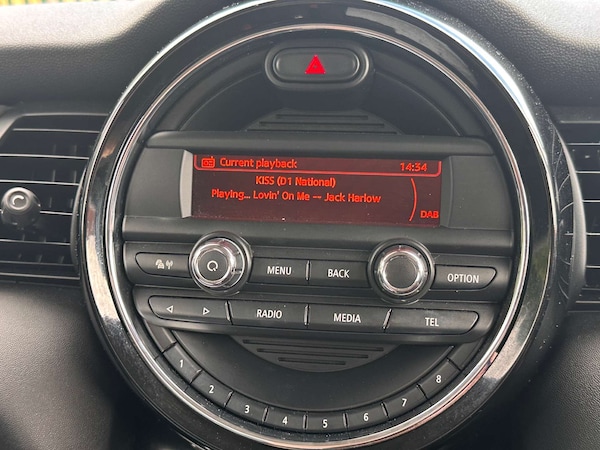 Current playback 14:34
KISS (D1 National)
Playing... Lovin' On Me -- Jack Harlow
DAB
MENU BACK OPTION
RADIO MEDIA TEL
1 2 3 4 5 6 7 8